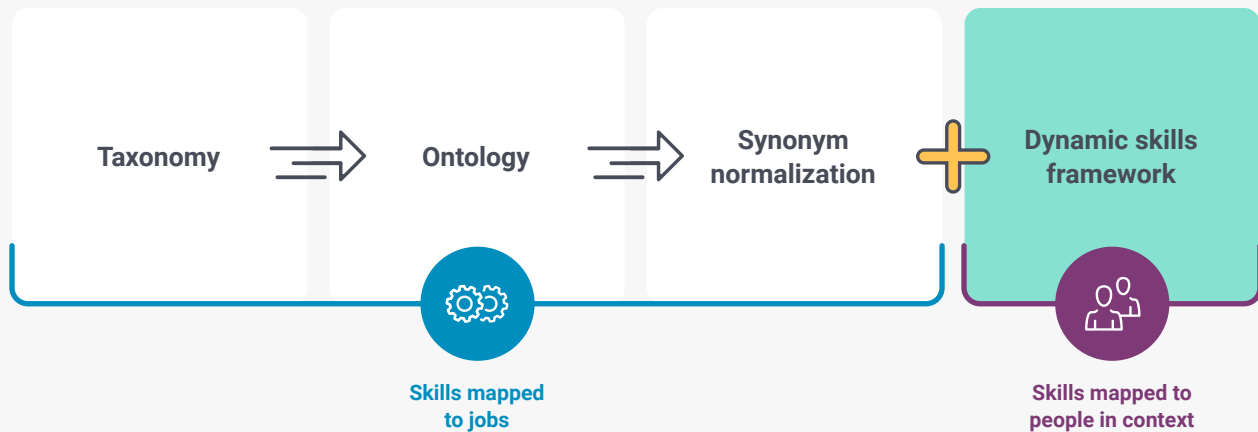 Taxonomy
Ontology
Synonym
normalization
Dynamic skills
framework
Skills mapped
to jobs
Skills mapped to
people in context